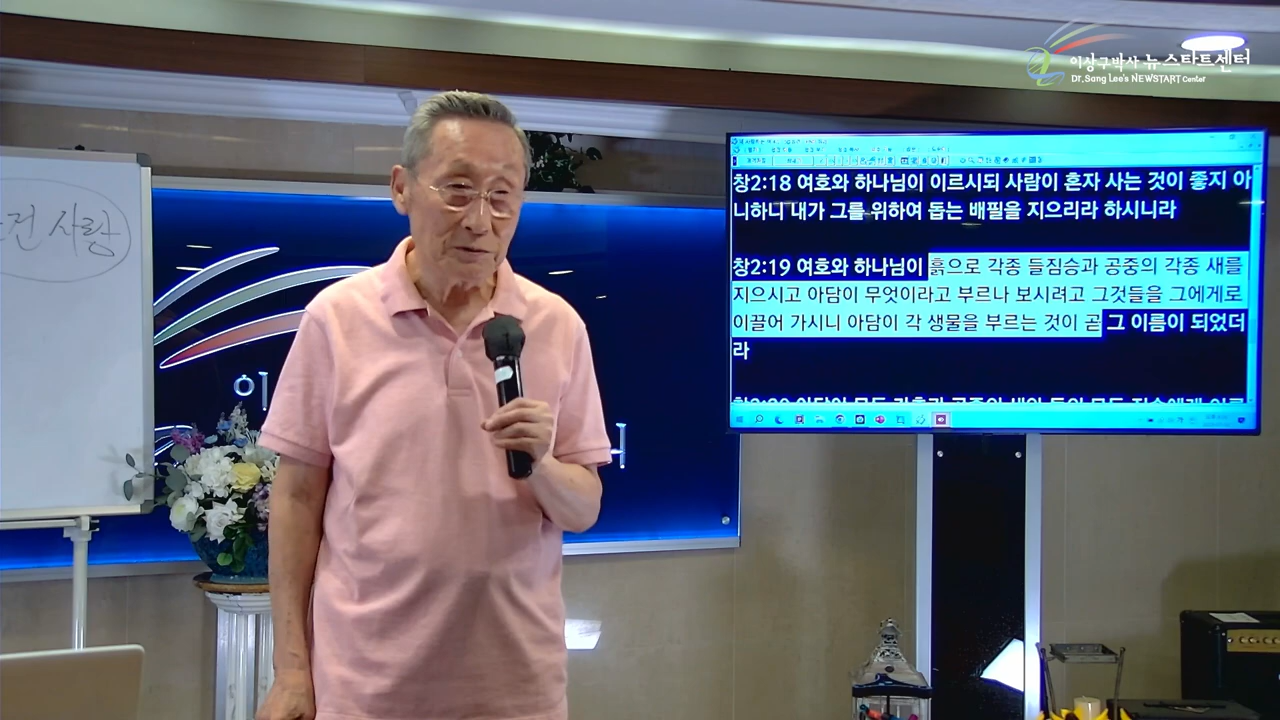 이상구박사 뉴스타트센터
Dr. Sang Lee's NEWSTART Center
건 사람
창2:18 여호와 하나님이 이르시되 사람이 혼자 사는 것이 좋지 아
니하니 내가 그를 위하여 돕는 배필을 지으리라 하시니라
창2:19 여호와 하나님이 흙으로 각종 들짐승과 공중의 각종 새를
지으시고 아담이 무엇이라고 부르나 보시려고 그것들을 그에게로
이끌어 가시니 아담이 각 생물을 부르는 것이 곧 그 이름이 되었더
라
이